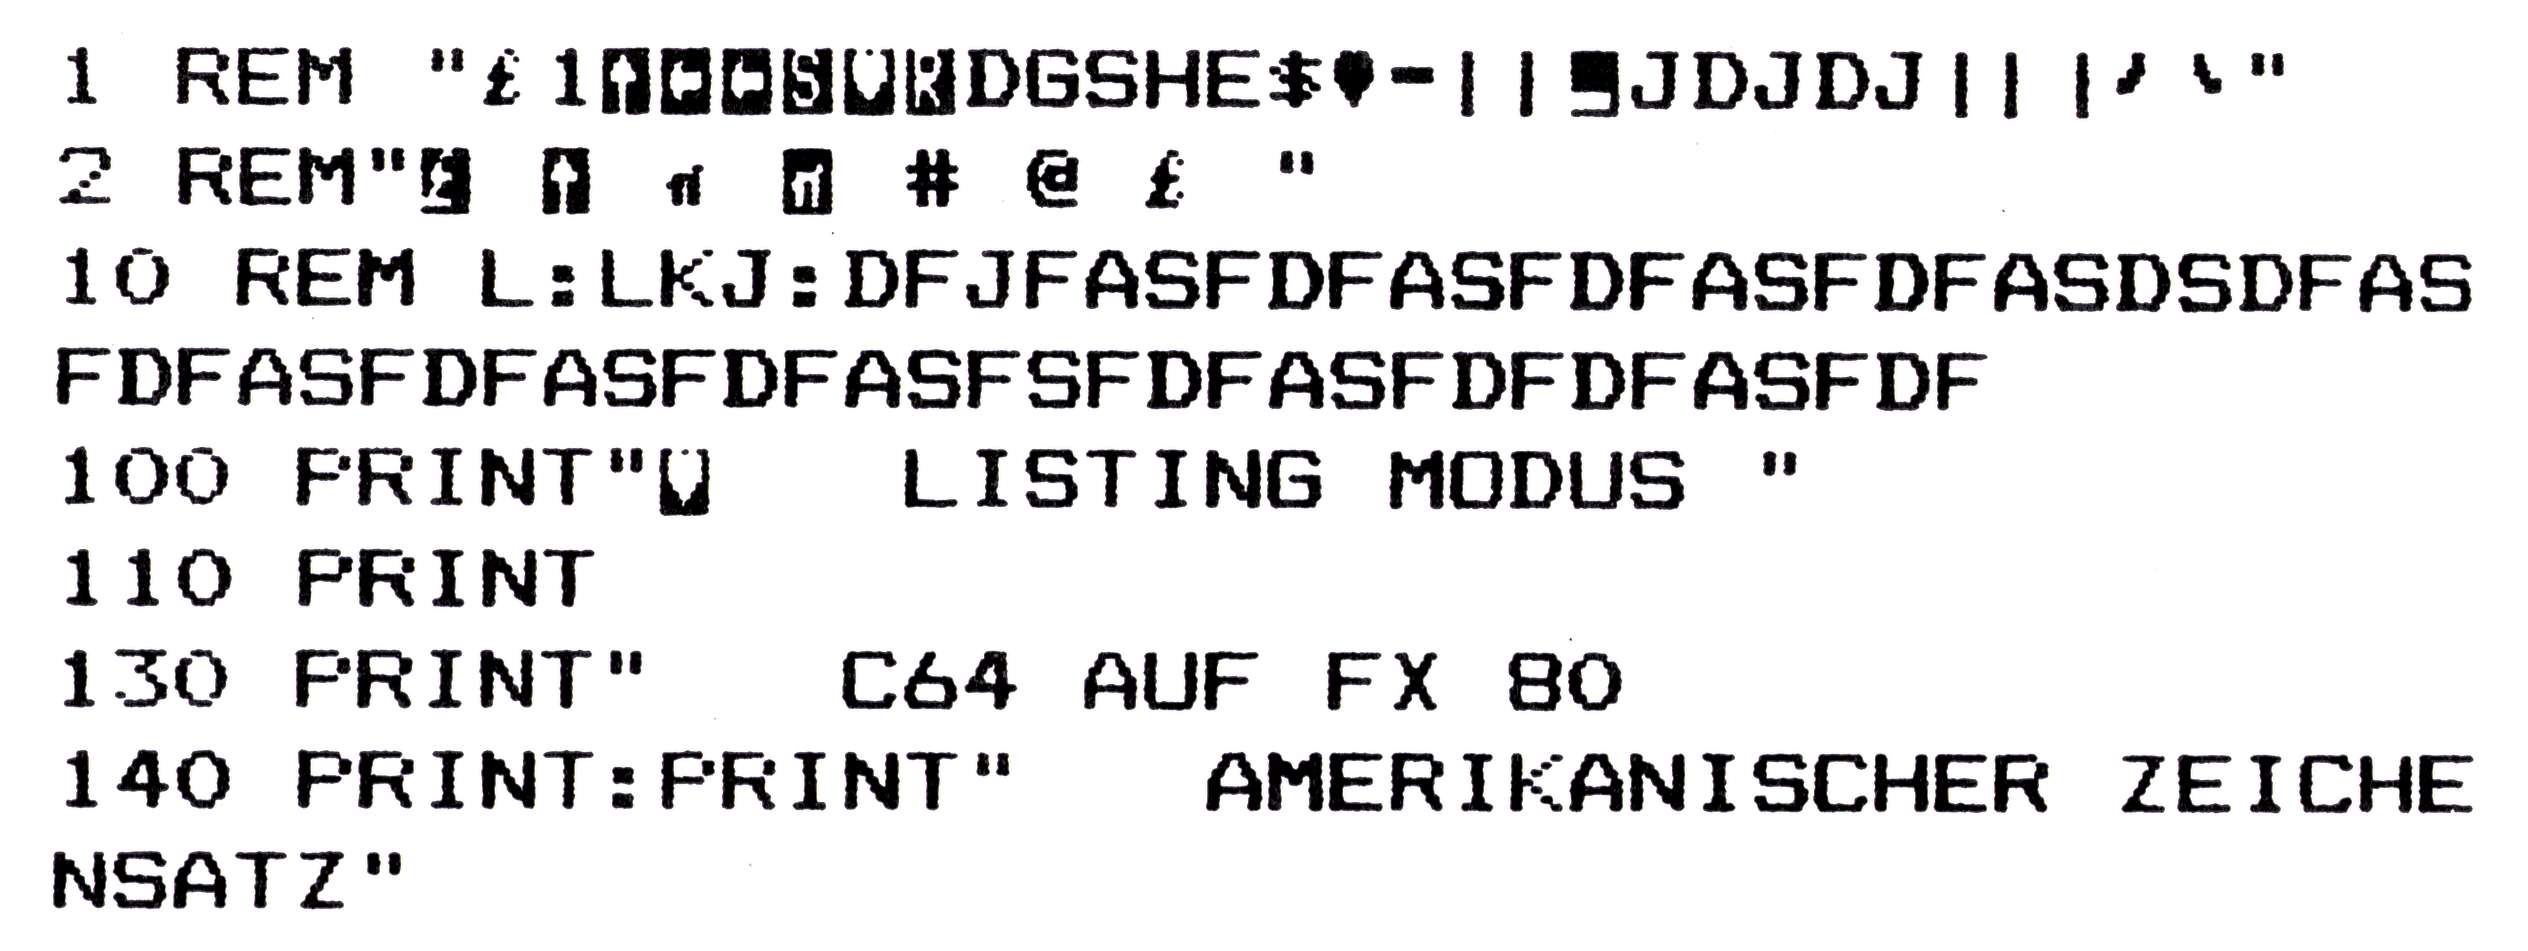 1 REM "£1↑CCSURDGSHE$♥-||JDJDJ|||"
2 REM"£ ↑ π π # @ £ "
10 REM L:LKJ:DFJFASFDFASFDFASFDFASDSDFAS
FDFASFDFASFDFASFSFDFASFDFDFASFDF
100 PRINT" LISTING MODUS "
110 PRINT
130 PRINT" C64 AUF FX 80
140 PRINT:PRINT" AMERIKANISCHER ZEICHE
NSATZ"